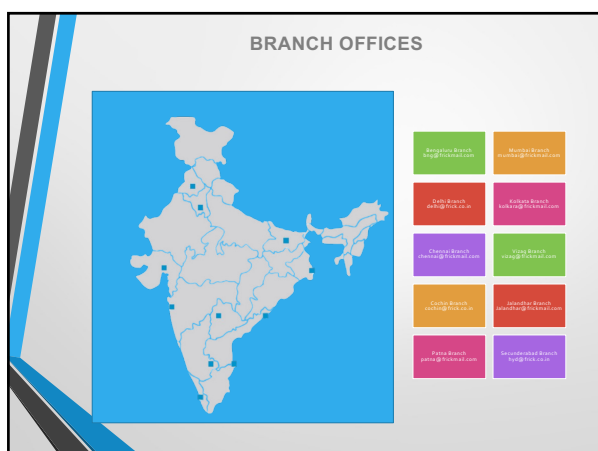 BRANCH OFFICES
Bengaluru Branch
bng@frickmail.com
Mumbai Branch
mumbai@frickmail.com
Delhi Branch
delhi@frick.co.in
Kolkata Branch
kolkara@frickmail.com
Chennai Branch
chennai@frickmail.com
Vizag Branch
vizag@frickmail.com
Cochin Branch
cochin@frick.co.in
Jalandhar Branch
Jalandhar@frickmail.com
Patna Branch
patna@frickmail.com
Secunderabad Branch
hyd@frick.co.in